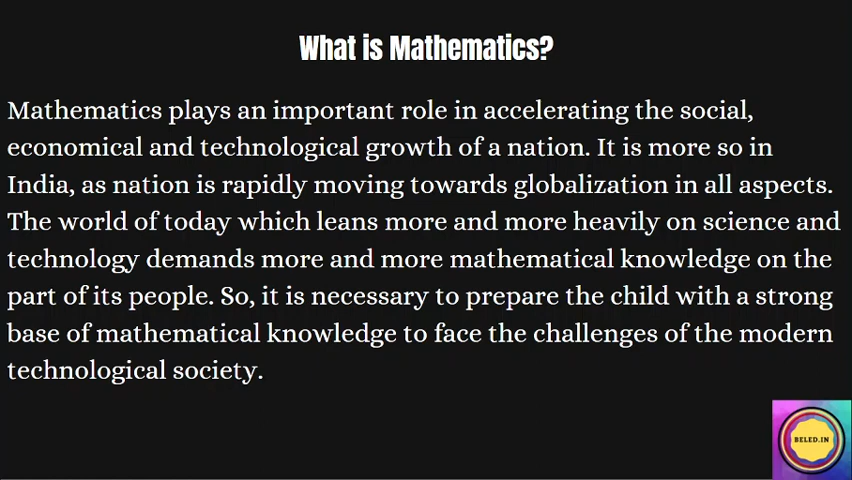 What is Mathematics?
Mathematics plays an important role in accelerating the social,
economical and technological growth of a nation. It is more so in
India, as nation is rapidly moving towards globalization in all aspects.
The world of today which leans more and more heavily on science and
technology demands more and more mathematical knowledge on the
part of its people. So, it is necessary to prepare the child with a strong
base of mathematical knowledge to face the challenges of the modern
technological society.
BELED.IN